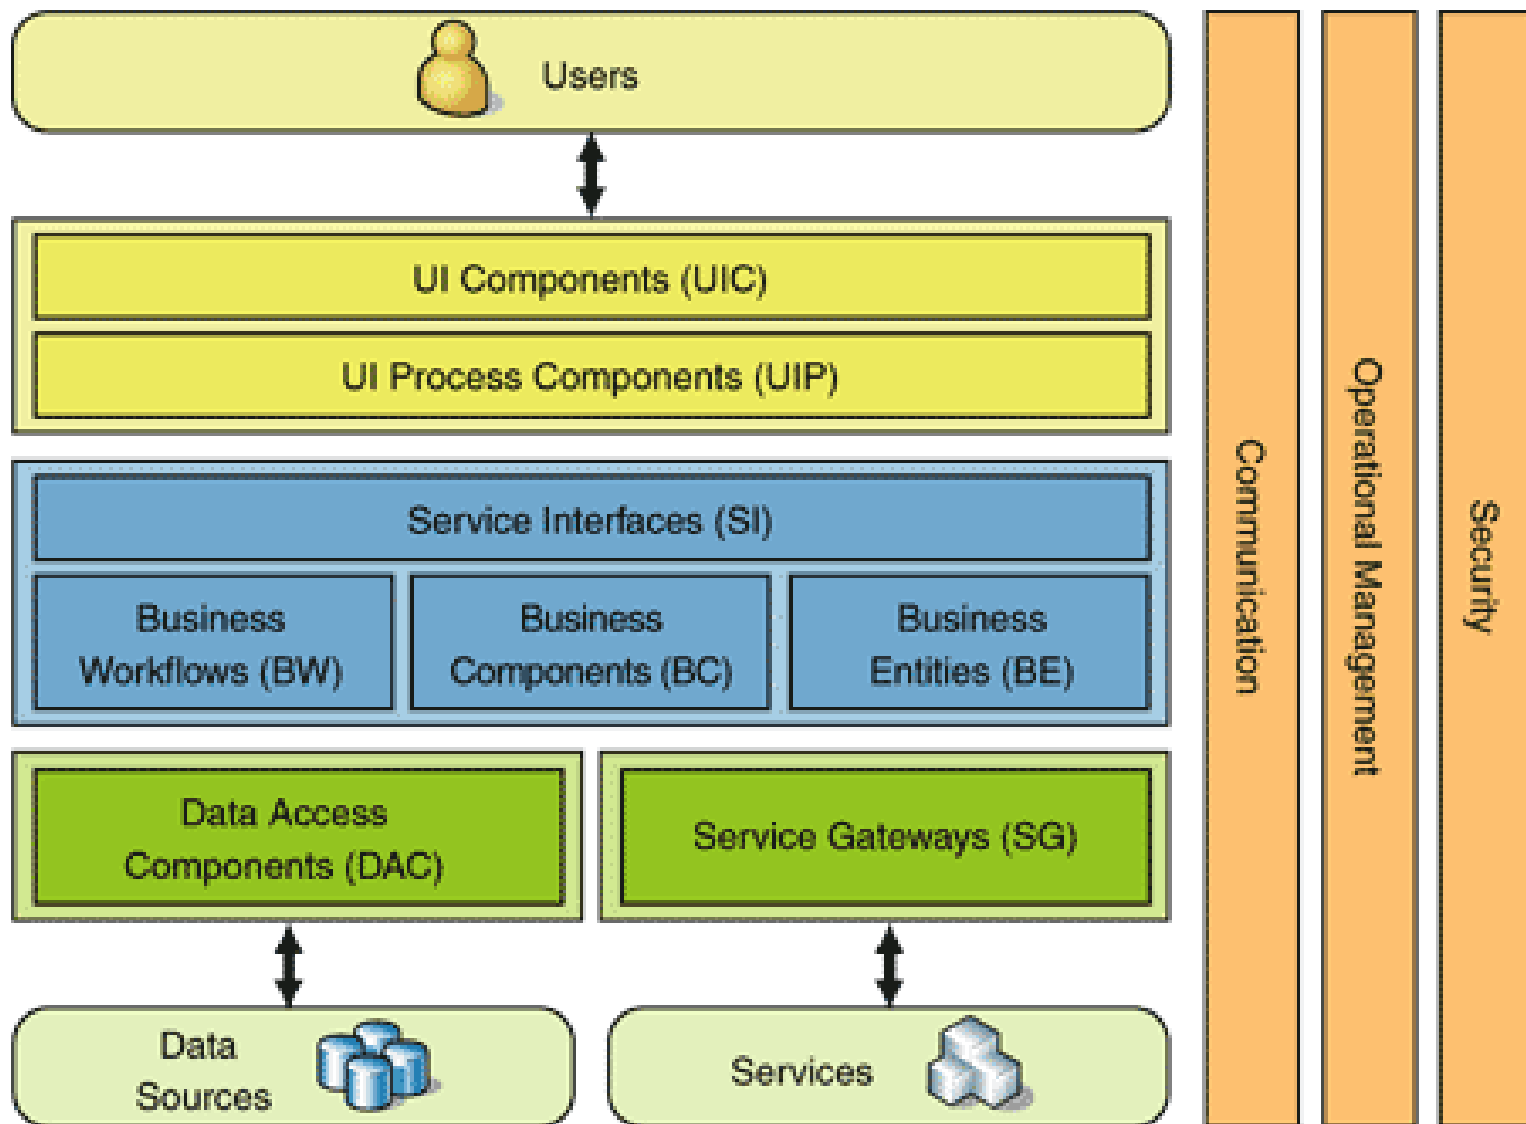 Users
UI Components (UIC)
UI Process Components (UIP)
Service Interfaces (SI)
Business
Workflows (BW)
Business
Components (BC)
Business
Entities (BE)
Data Access
Components (DAC)
Service Gateways (SG)
Data
Sources
Services
Communication
Operational Management
Security